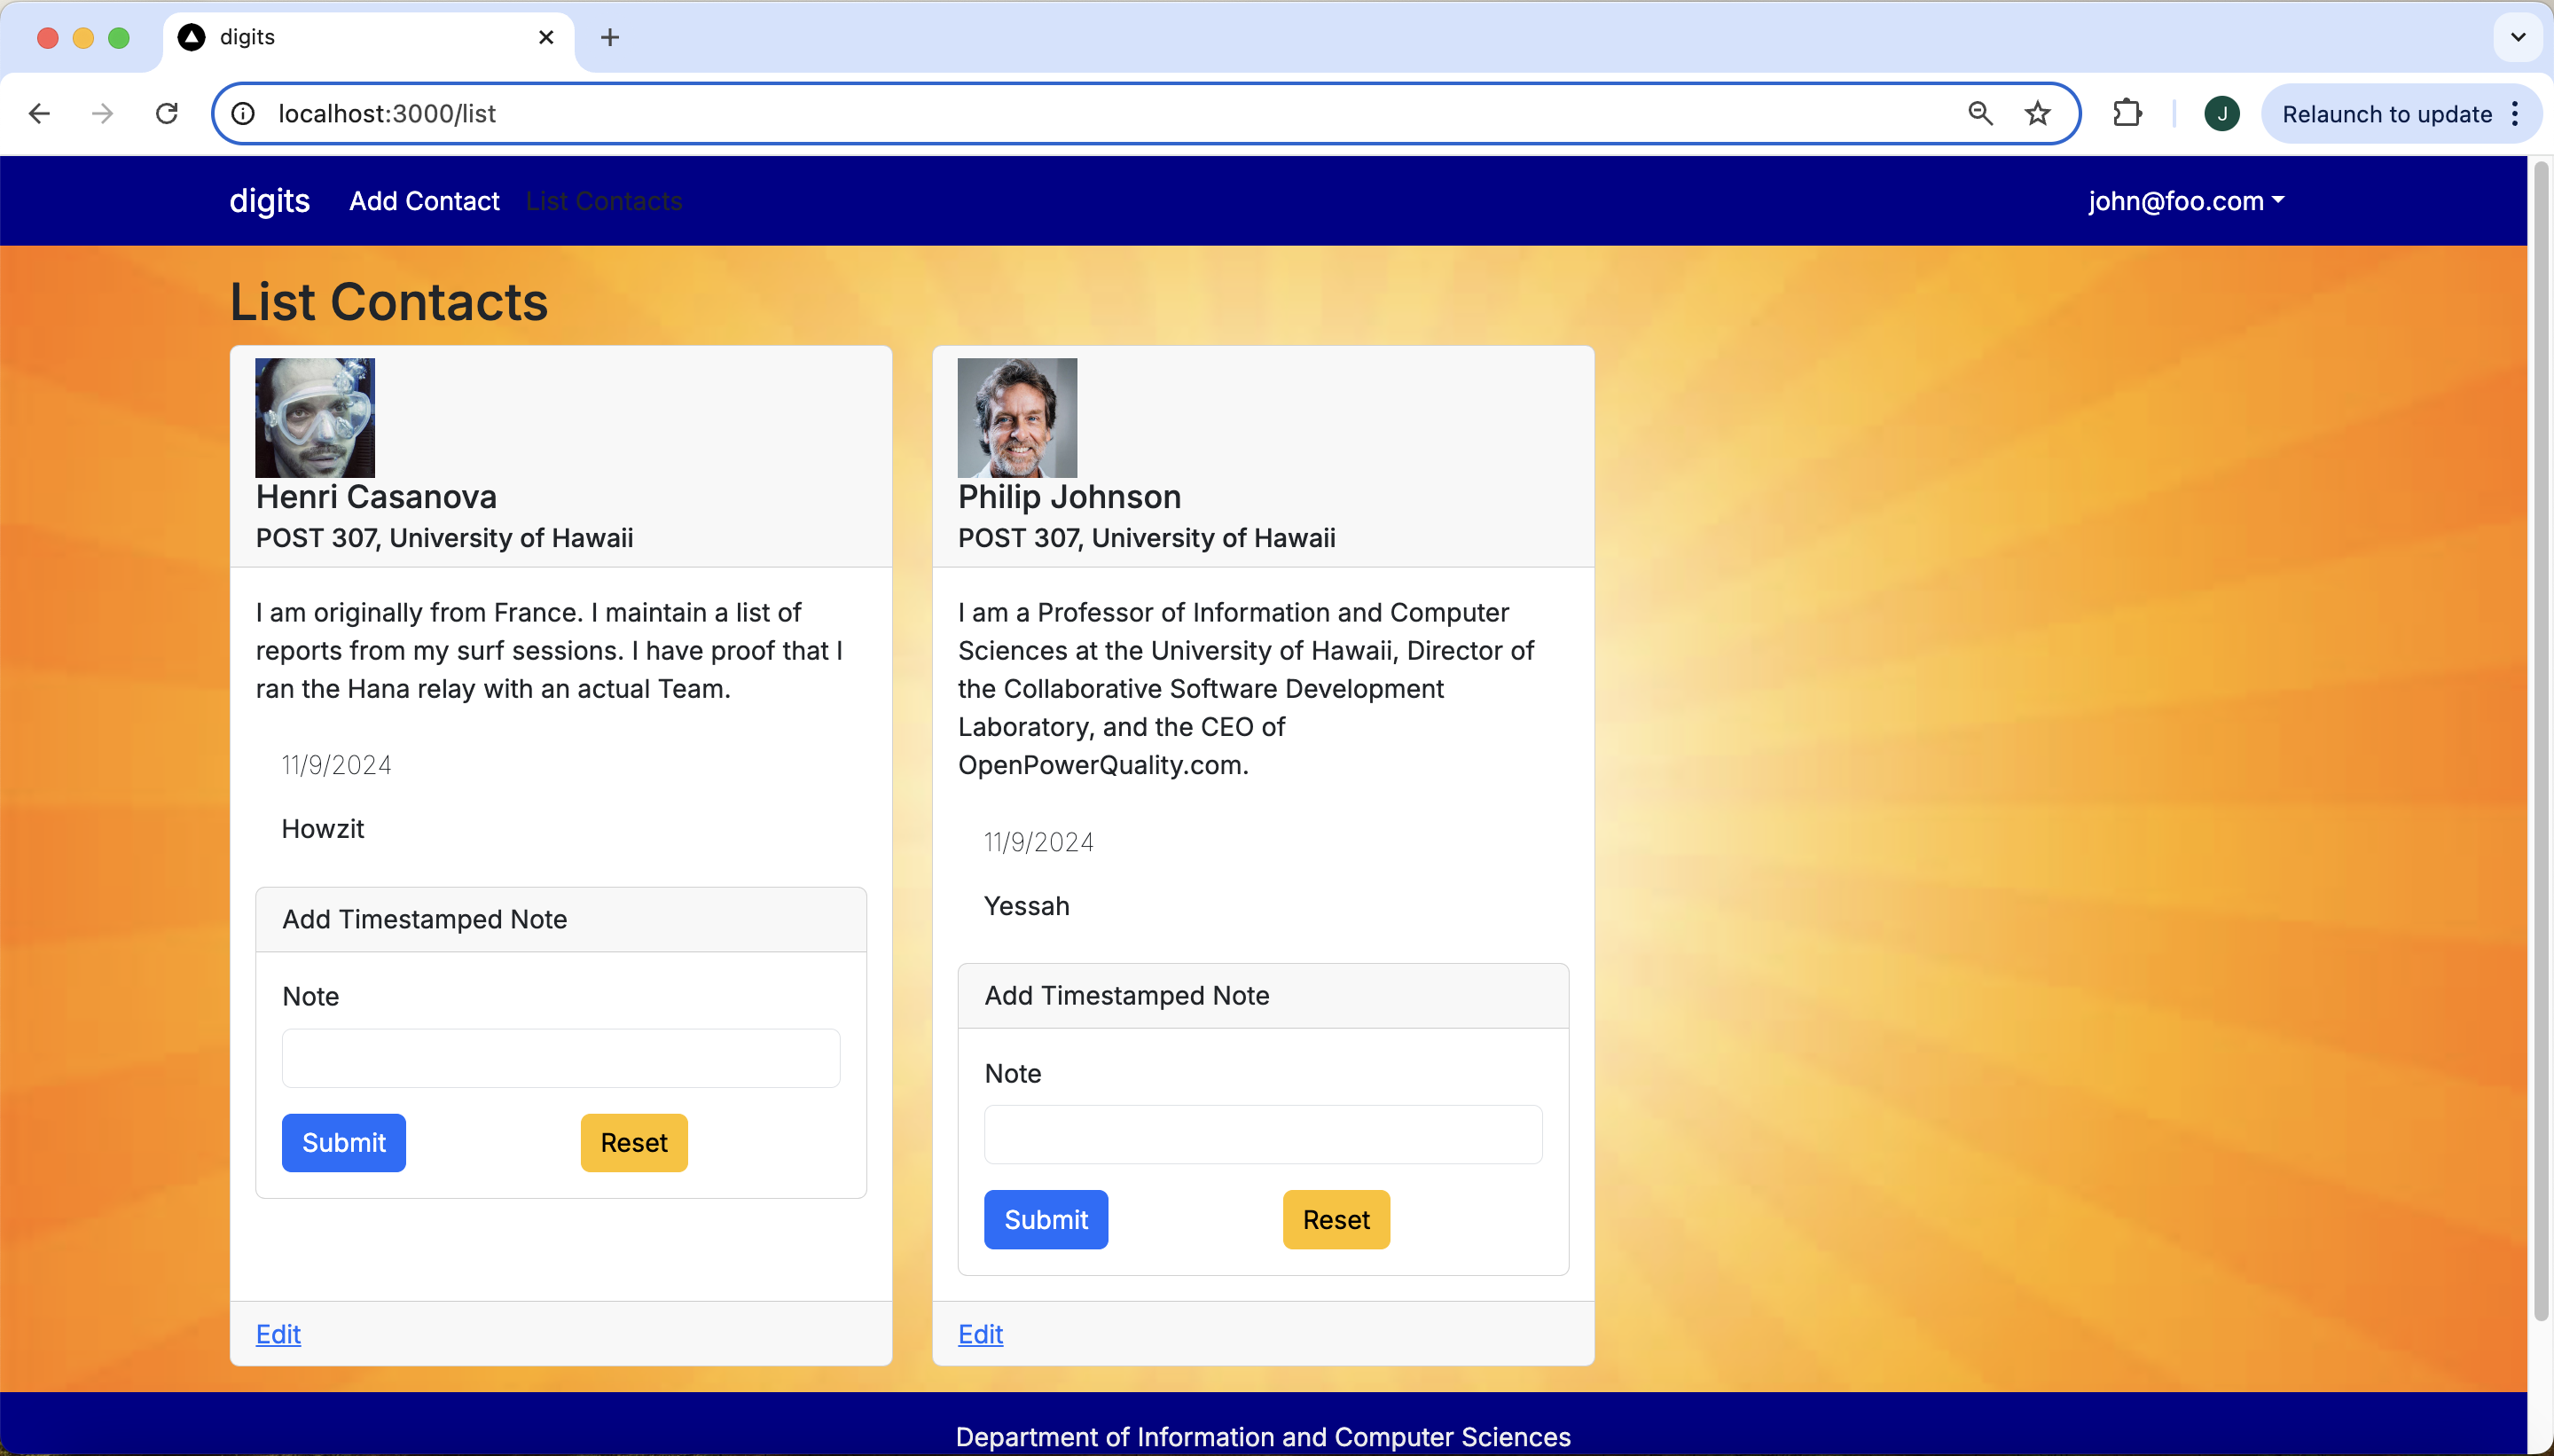 digits
localhost:3000/list
J
Relaunch to update
digits
Add Contact
List Contacts
john@foo.com
List Contacts
Henri Casanova
POST 307, University of Hawaii
I am originally from France. I maintain a list of
reports from my surf sessions. I have proof that I
ran the Hana relay with an actual Team.
11/9/2024
Howzit
Add Timestamped Note
Note
Submit
Reset
Edit
Philip Johnson
POST 307, University of Hawaii
I am a Professor of Information and Computer
Sciences at the University of Hawaii, Director of
the Collaborative Software Development
Laboratory, and the CEO of
OpenPowerQuality.com.
11/9/2024
Yessah
Add Timestamped Note
Note
Submit
Reset
Edit
Department of Information and Computer Sciences